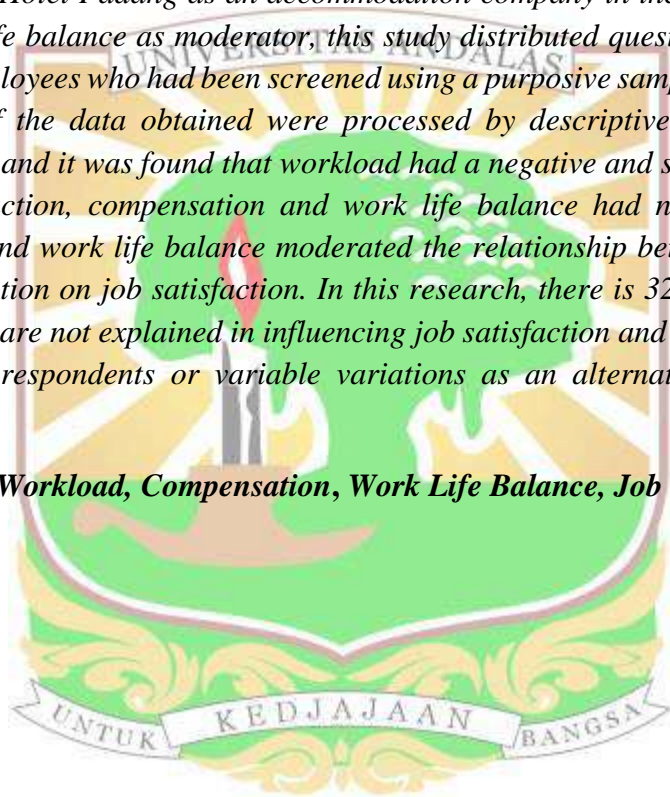 Hotel Padang as an accommodation company in the
fe balance as moderator, this study distributed quest
UNIVERSITAS ANDALAS
ployees who had been screened using a purposive samp
f the data obtained were processed by descriptive
and it was found that workload had a negative and s
ction, compensation and work life balance had n
nd work life balance moderated the relationship be
tion on job satisfaction. In this research, there is 32
are not explained in influencing job satisfaction and
respondents or variable variations as an alternat
Workload, Compensation, Work Life Balance, Job
UNTUK KEDJAJAAN BANGSA